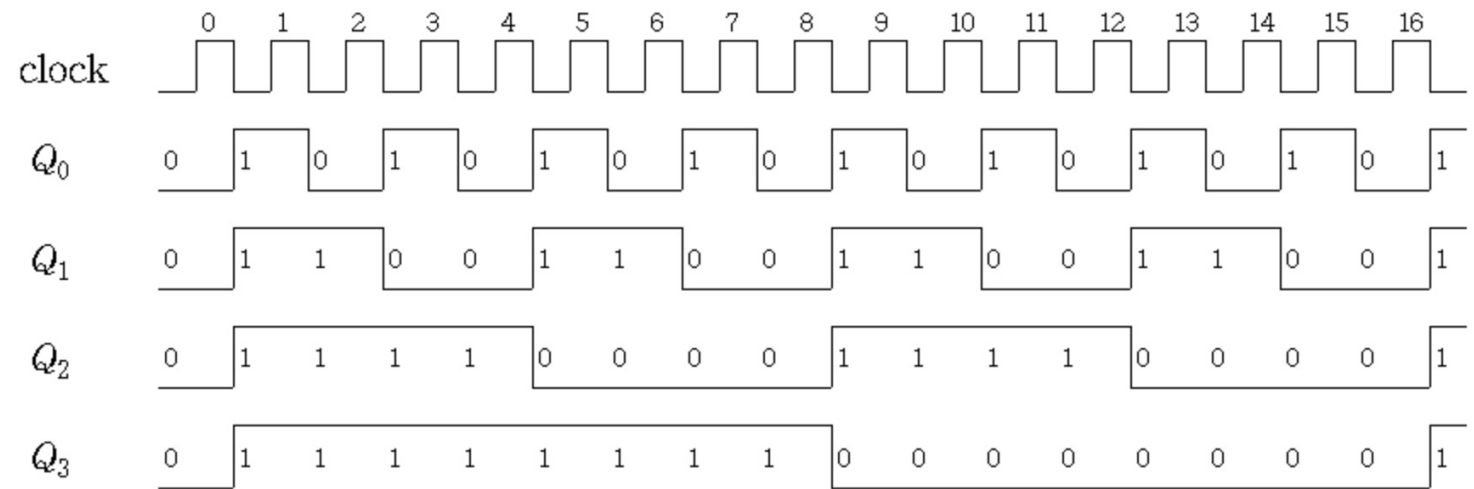 0 1 2 3 4 5 6 7 8 9 10 11 12 13 14 15 16
clock
Q₀ 0 1 0 1 0 1 0 1 0 1 0 1 0 1 0 1 0 1
Q₁ 0 1 1 0 0 1 1 0 0 1 1 0 0 1 1 0 0 1
Q₂ 0 1 1 1 1 0 0 0 0 1 1 1 1 0 0 0 0 1
Q₃ 0 1 1 1 1 1 1 1 1 0 0 0 0 0 0 0 0 1